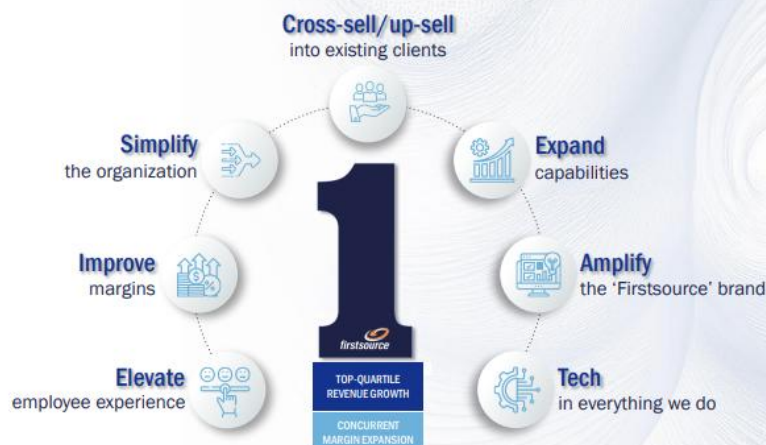 Cross-sell/up-sell
into existing clients
Simplify
the organization
Expand
capabilities
Improve
margins
Amplify
the 'Firstsource' brand
Elevate
employee experience
Tech
in everything we do
1
firstsource
TOP-QUARTILE
REVENUE GROWTH
CONCURRENT
MARGIN EXPANSION